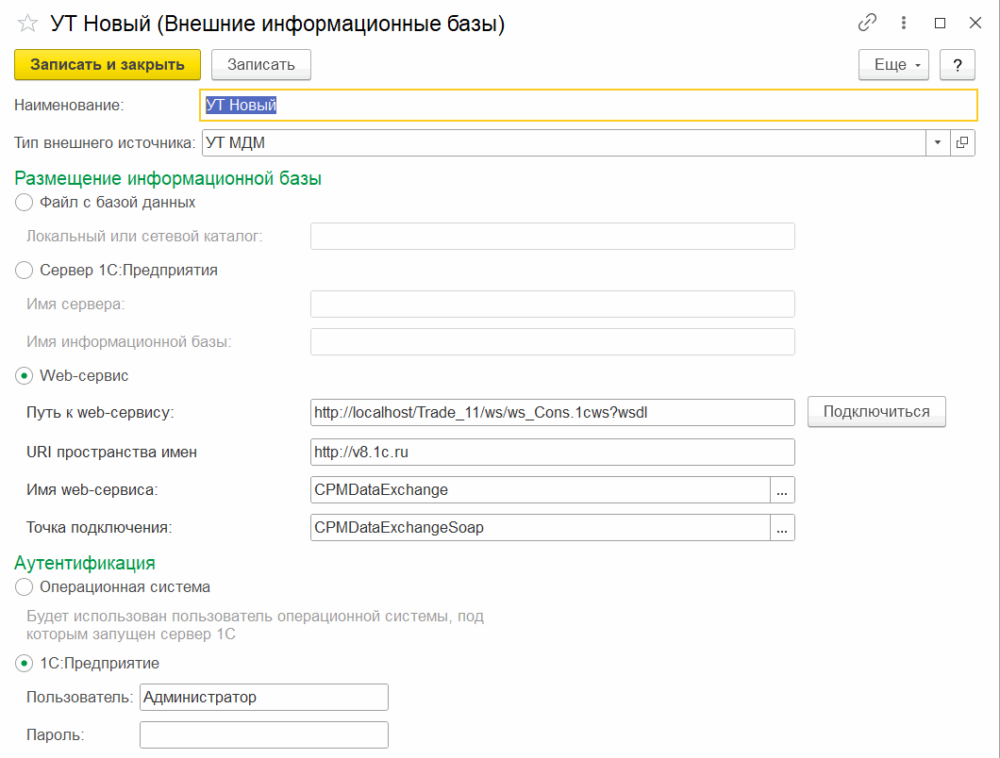 УТ Новый (Внешние информационные базы)
Записать и закрыть Записать Еще ?
Наименование: УТ Новый
Тип внешнего источника: УТ МДМ
Размещение информационной базы
Файл с базой данных
Локальный или сетевой каталог:
Сервер 1С:Предприятия
Имя сервера:
Имя информационной базы:
Web-сервис
Путь к web-сервису: http://localhost/Trade_11/ws/ws_Cons.1cws?wsdl Подключиться
URI пространства имен http://v8.1c.ru
Имя web-сервиса: CPMDataExchange ...
Точка подключения: CPMDataExchangeSoap ...
Аутентификация
Операционная система
Будет использован пользователь операционной системы, под
которым запущен сервер 1С
1С:Предприятие
Пользователь: Администратор
Пароль: